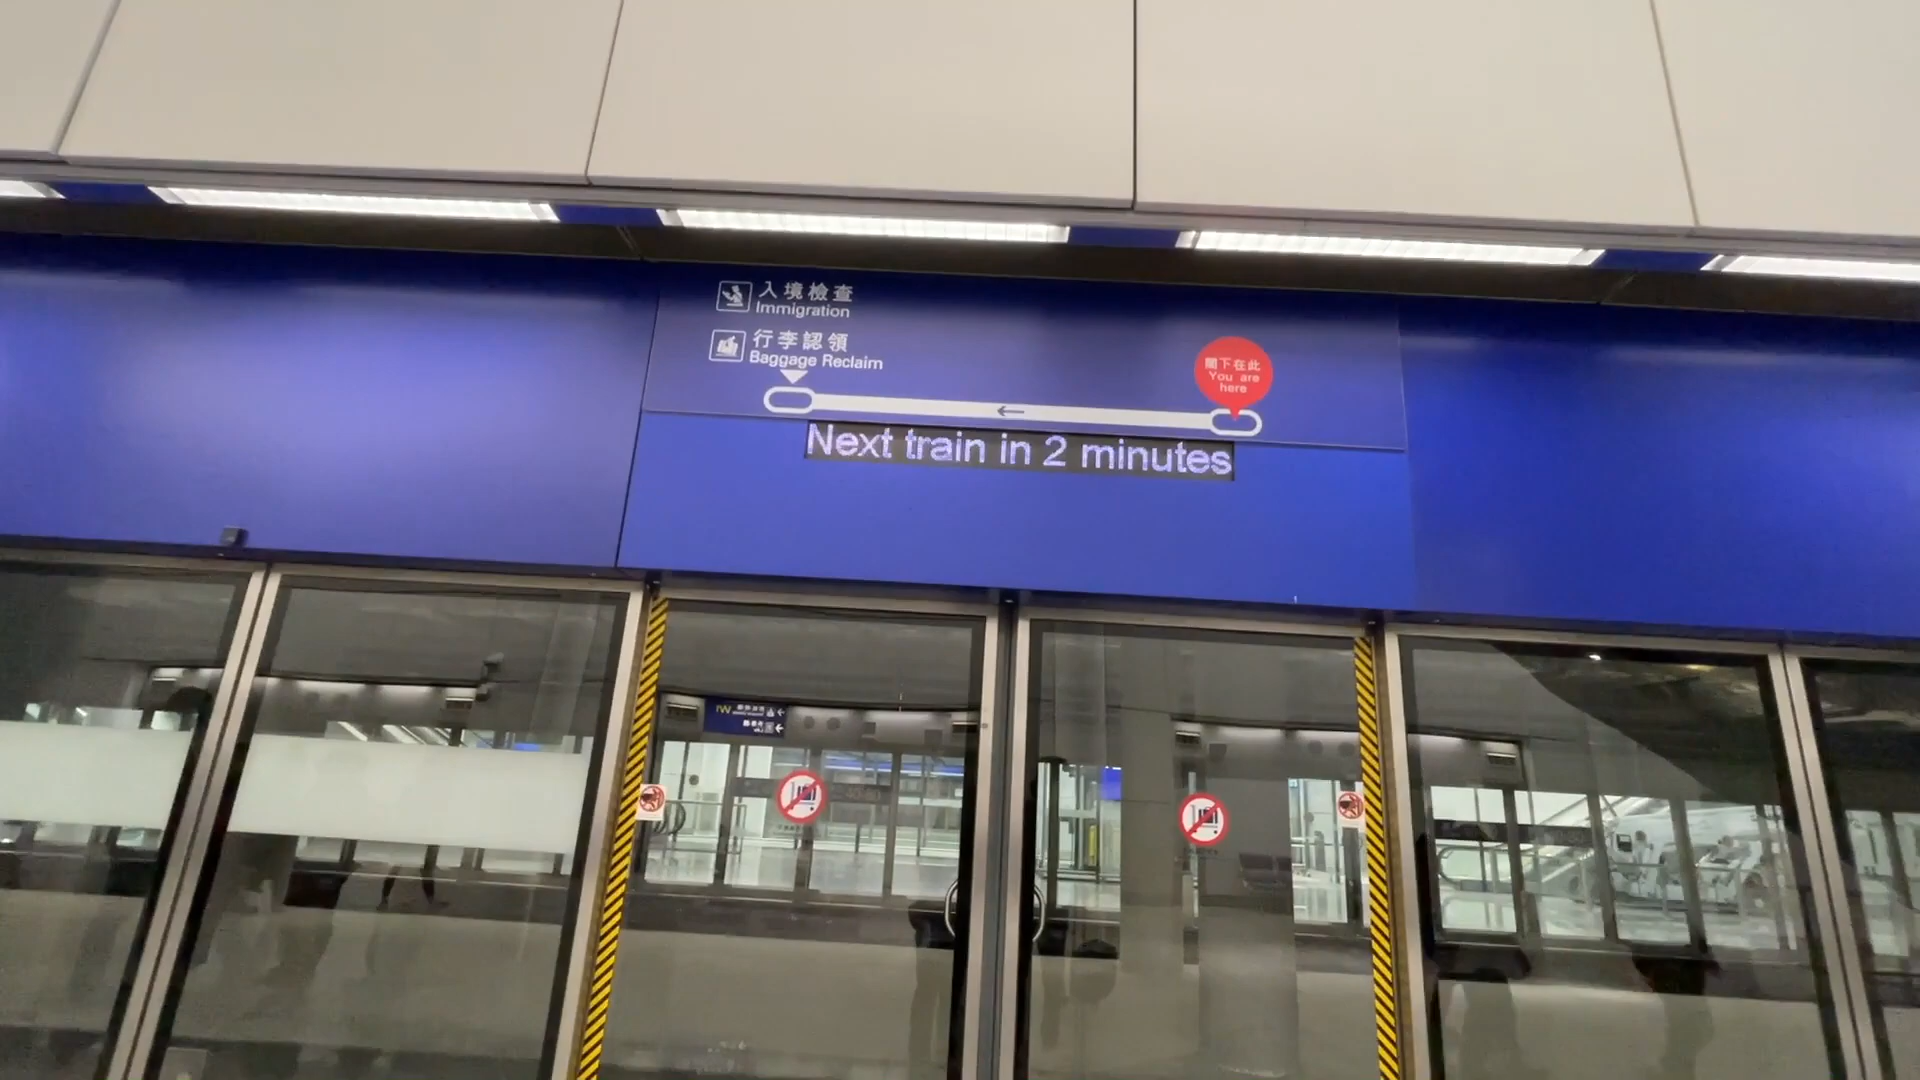 入境檢查
Immigration
行李認領
Baggage Reclaim
閣下在此
You are
here
Next train in 2 minutes